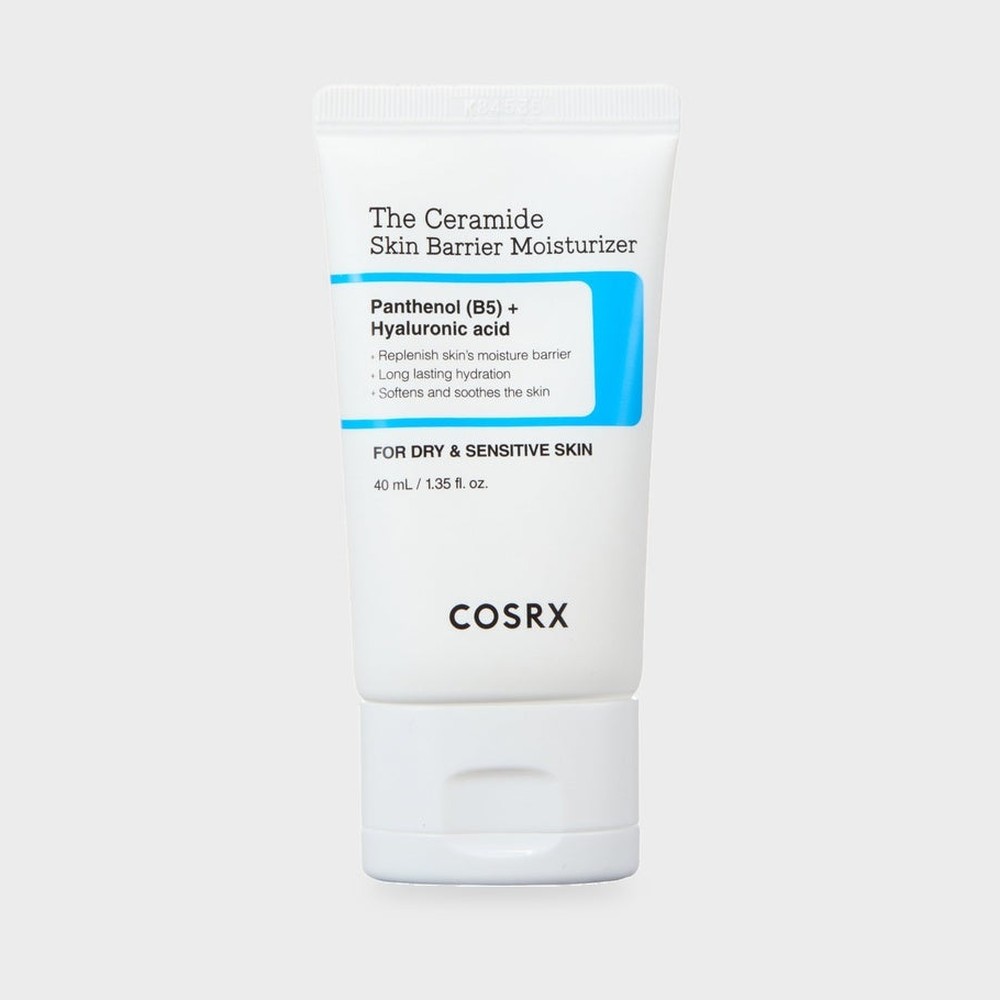 The Ceramide
Skin Barrier Moisturizer
Panthenol (B5) +
Hyaluronic acid
+ Replenish skin's moisture barrier
+ Long lasting hydration
+ Softens and soothes the skin
FOR DRY & SENSITIVE SKIN
40 mL / 1.35 fl. oz.
COSRX